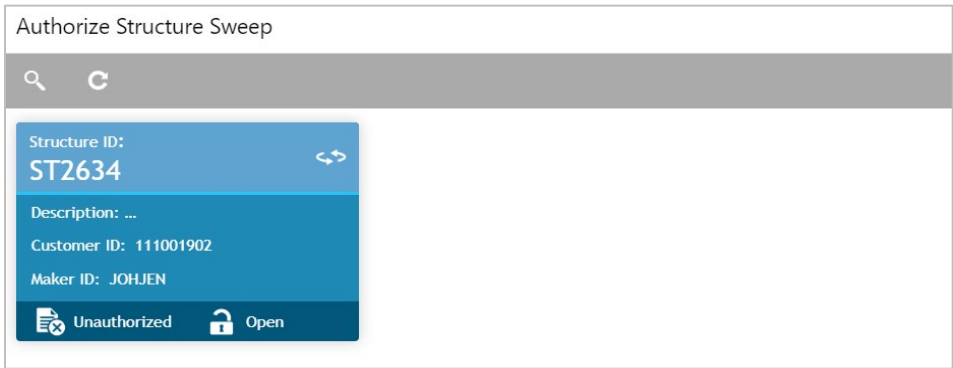 Authorize Structure Sweep
Structure ID:
ST2634
Description: ...
Customer ID: 111001902
Maker ID: JOHJEN
Unauthorized Open